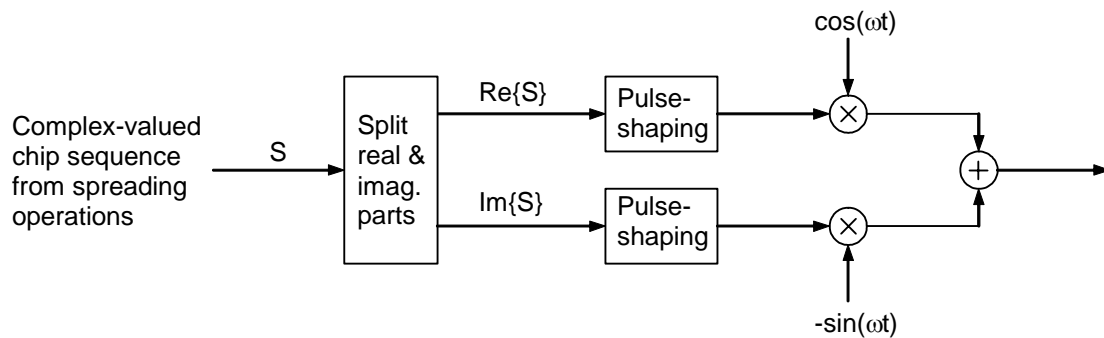 cos(ωt)
Complex-valued
chip sequence
from spreading
operations
S
Split
real &
imag.
parts
Re{S}
Im{S}
Pulse-
shaping
Pulse-
shaping
-sin(ωt)